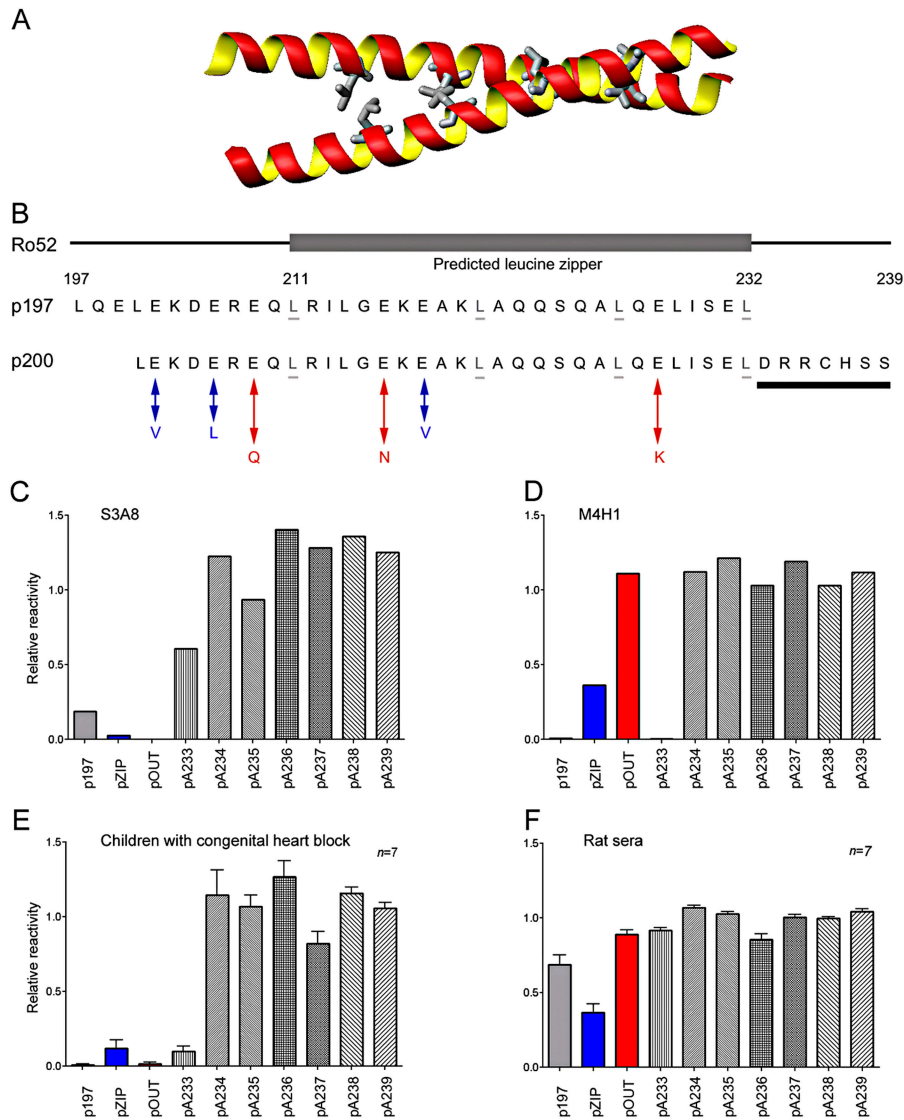 A
B
Ro52
Predicted leucine zipper
197 211 232 239
p197 L Q E L E K D E R E Q L R I L G E K E A K L A Q Q S Q A L Q E L I S E L
p200 L E K D E R E Q L R I L G E K E A K L A Q Q S Q A L Q E L I S E L D R R C H S S
V L V
Q N K
C
S3A8
Relative reactivity
1.5
1.0
0.5
0.0
p197 pZIP pOUT pA233 pA234 pA235 pA236 pA237 pA238 pA239
D
M4H1
1.5
1.0
0.5
0.0
p197 pZIP pOUT pA233 pA234 pA235 pA236 pA237 pA238 pA239
E
Children with congenital heart block
n=7
Relative reactivity
1.5
1.0
0.5
0.0
p197 pZIP pOUT pA233 pA234 pA235 pA236 pA237 pA238 pA239
F
Rat sera
n=7
1.5
1.0
0.5
0.0
p197 pZIP pOUT pA233 pA234 pA235 pA236 pA237 pA238 pA239